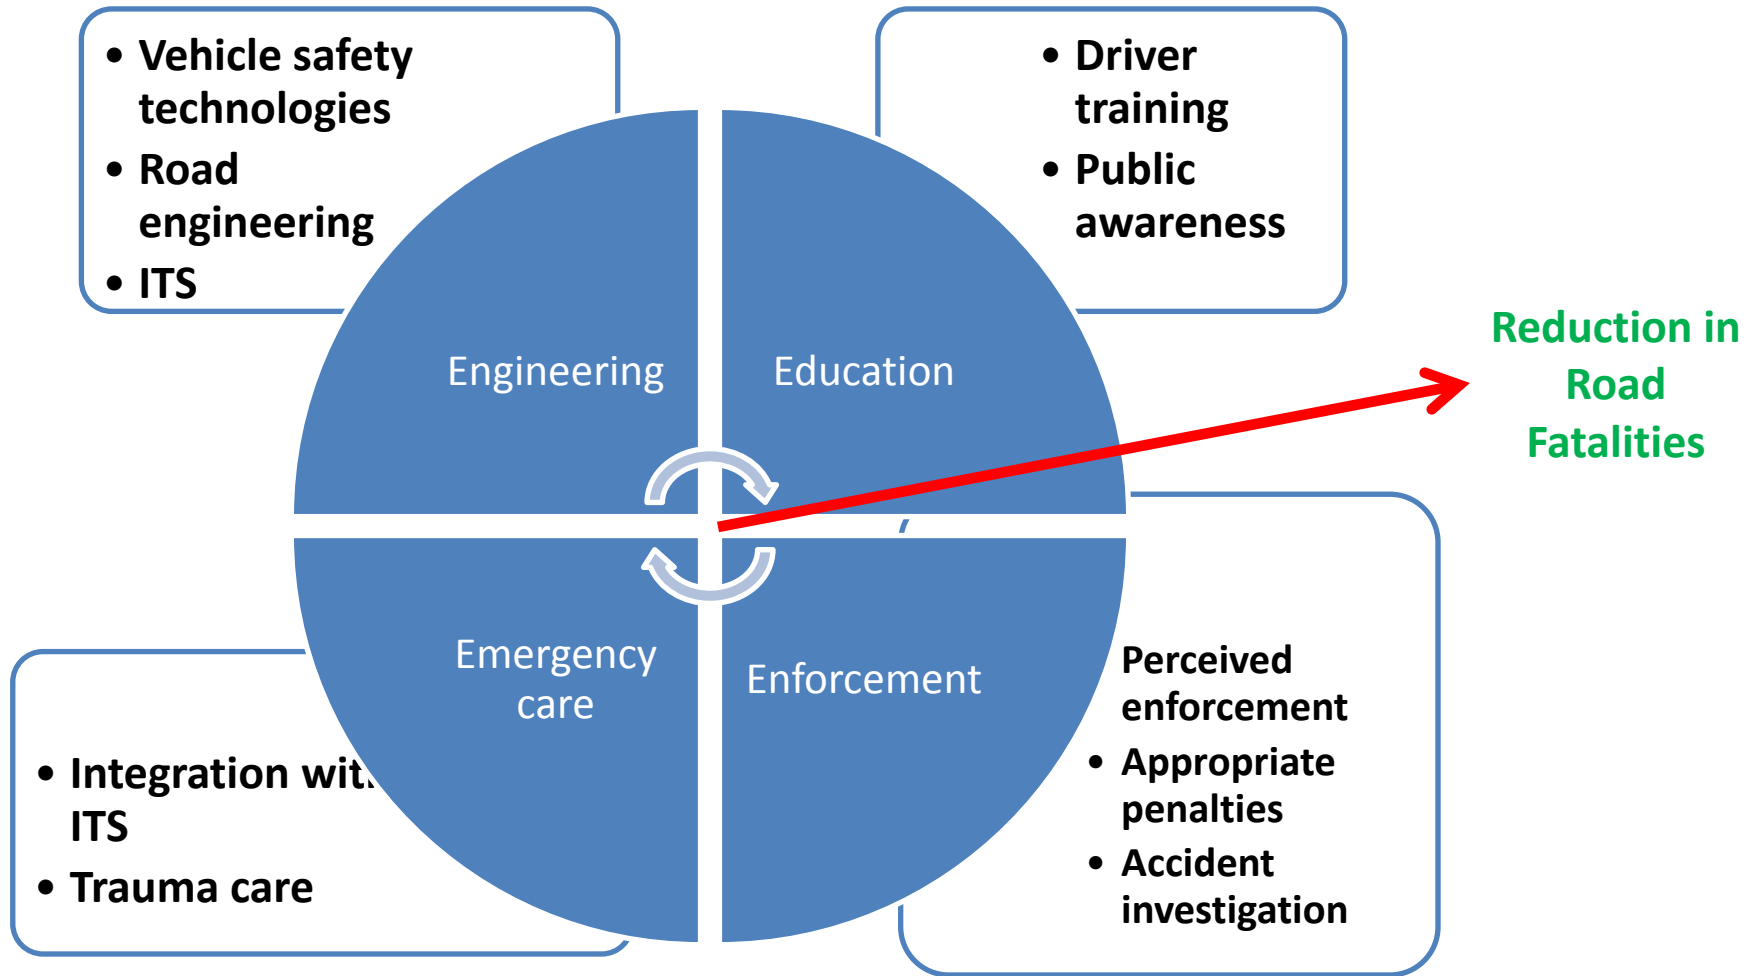 • Vehicle safety
technologies
• Road
engineering
• ITS
• Driver
training
• Public
awareness
Engineering
Education
Reduction in
Road
Fatalities
Emergency
care
Enforcement
Perceived
enforcement
• Appropriate
penalties
• Accident
investigation
• Integration
ITS
• Trauma care